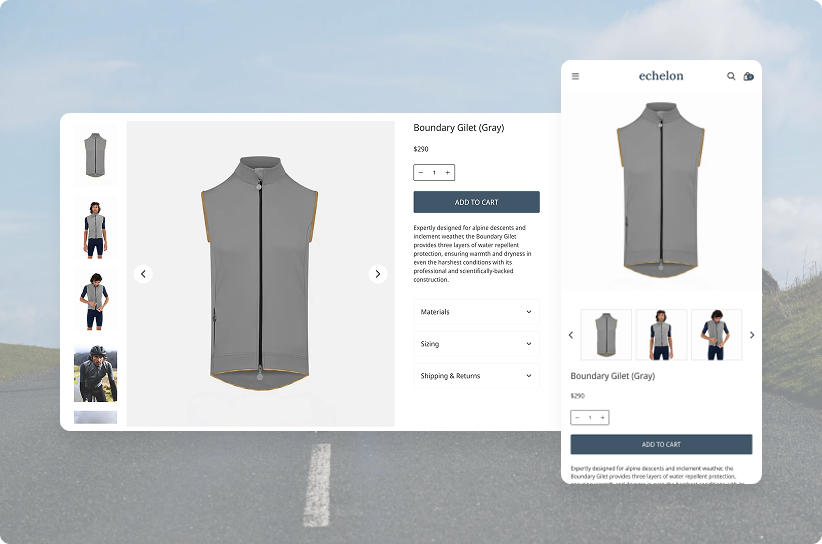 Boundary Gilet (Gray)
$290
− 1 +
ADD TO CART
Expertly designed for alpine descents and
inclement weather, the Boundary Gilet
provides three layers of water repellent
protection, ensuring warmth and dryness in
even the harshest conditions with its
professional and scientifically-backed
construction.
Materials
Sizing
Shipping & Returns
echelon
Boundary Gilet (Gray)
$290
− 1 +
ADD TO CART
Expertly designed for alpine descents and inclement weather, the
Boundary Gilet provides three layers of water repellent protection,